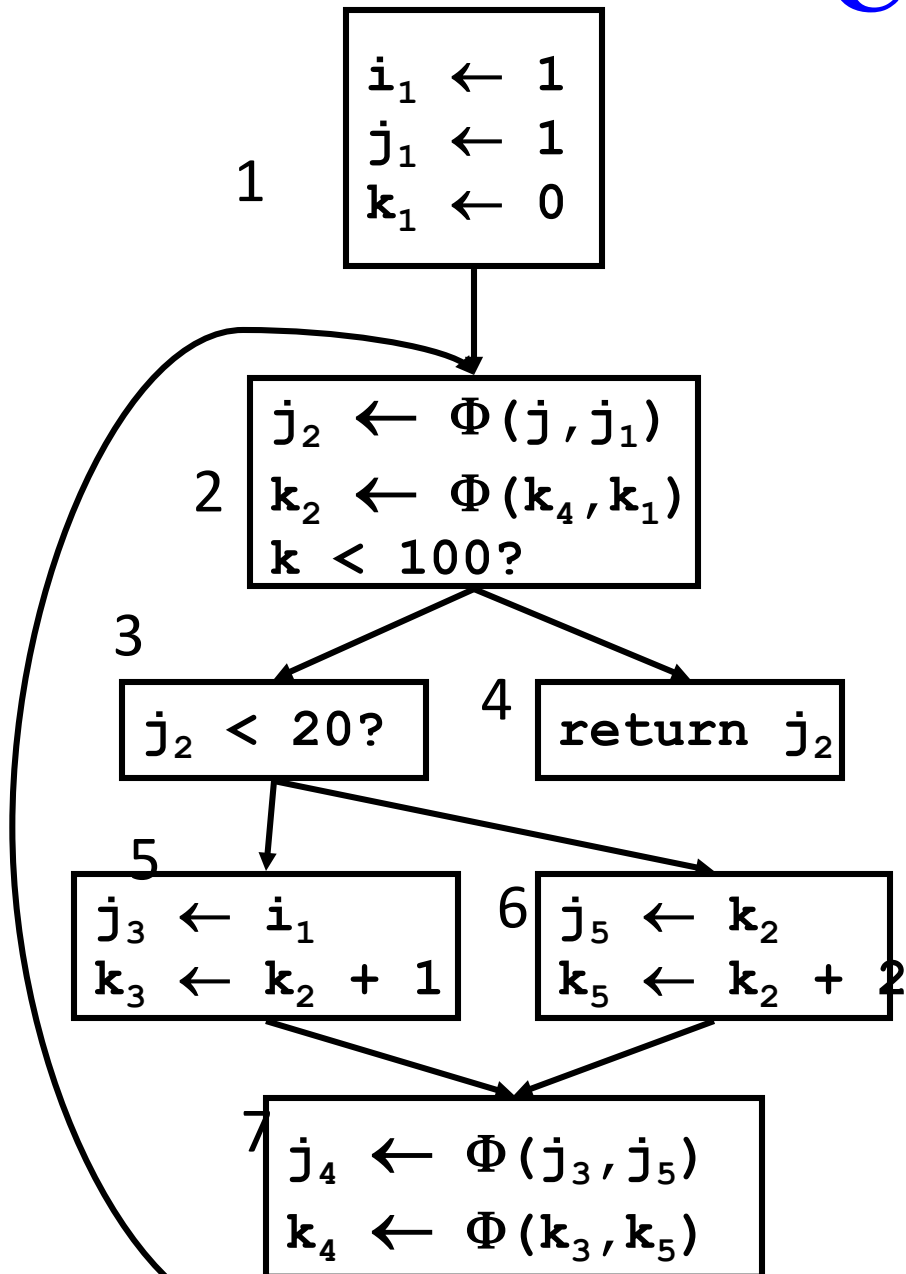 i₁ ← 1
j₁ ← 1
k₁ ← 0
1
j₂ ← Φ(j,j₁)
k₂ ← Φ(k₄,k₁)
k < 100?
2
3
j₂ < 20?
4
return j₂
5
j₃ ← i₁
k₃ ← k₂ + 1
6
j₅ ← k₂
k₅ ← k₂ + 2
7
j₄ ← Φ(j₃,j₅)
k₄ ← Φ(k₃,k₅)